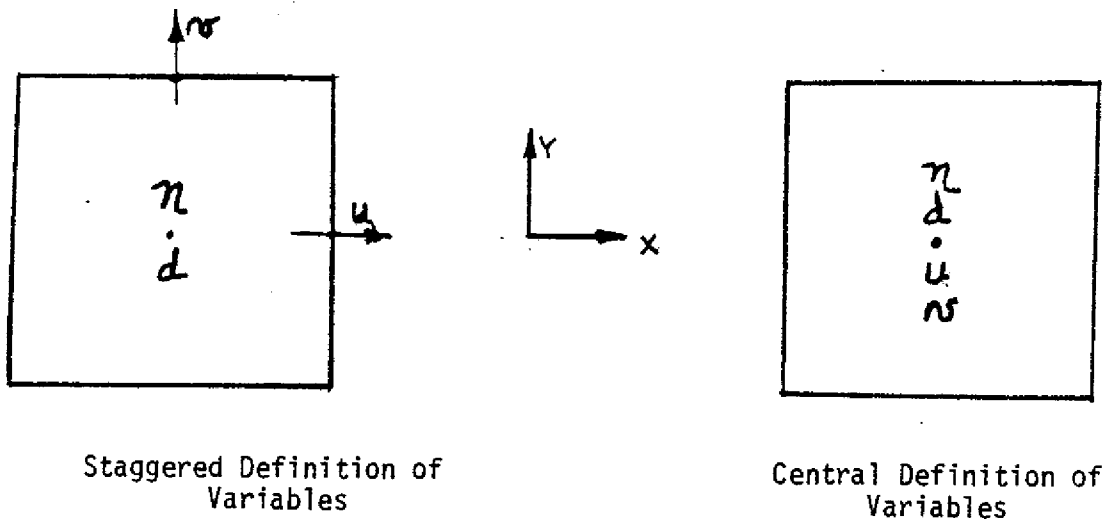 v
η
d
u
Y
X
η
d
u
v
Staggered Definition of
Variables
Central Definition of
Variables